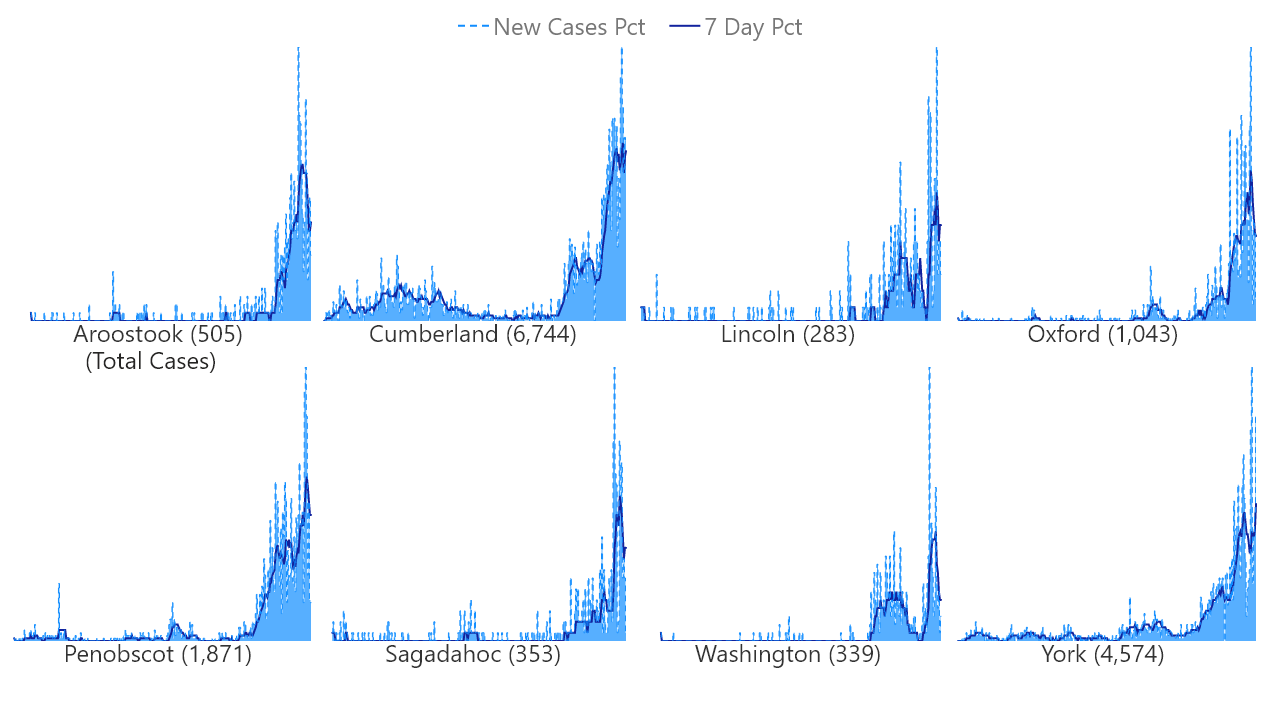 New Cases Pct 7 Day Pct
Aroostook (505) Cumberland (6,744) Lincoln (283) Oxford (1,043)
(Total Cases)
Penobscot (1,871) Sagadahoc (353) Washington (339) York (4,574)